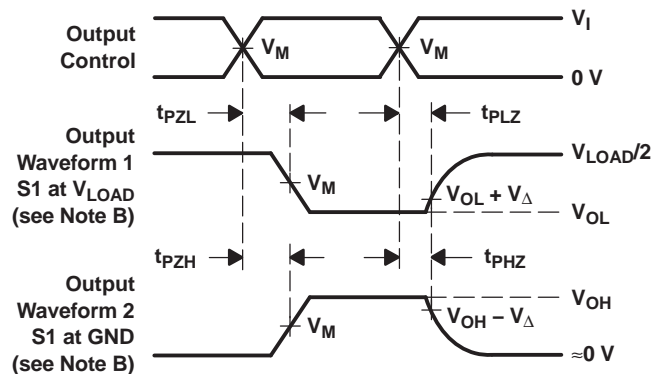 Output
Control
V_M
V_M
V_I
0 V
t_PZL
t_PLZ
Output
Waveform 1
S1 at V_LOAD
(see Note B)
V_M
V_LOAD/2
V_OL + V_Δ
V_OL
t_PZH
t_PHZ
Output
Waveform 2
S1 at GND
(see Note B)
V_M
V_OH
V_OH − V_Δ
≈0 V